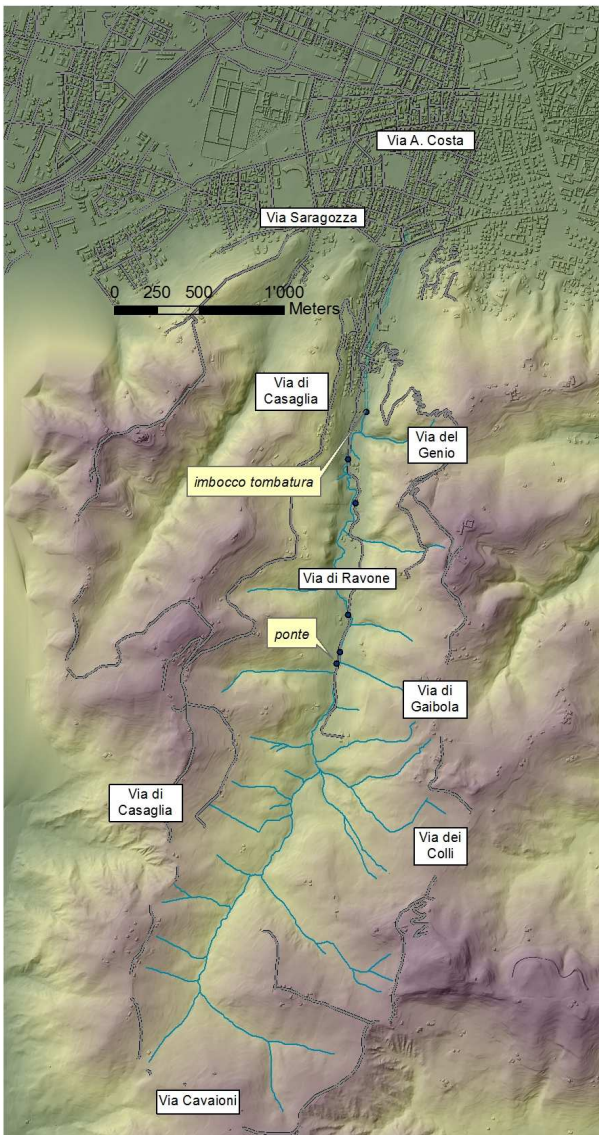 Via A. Costa
Via Saragozza
0 250 500 1'000
Meters
Via di
Casaglia
Via del
Genio
imbocco tombatura
Via di Ravone
ponte
Via di
Gaibola
Via di
Casaglia
Via dei
Colli
Via Cavaioni